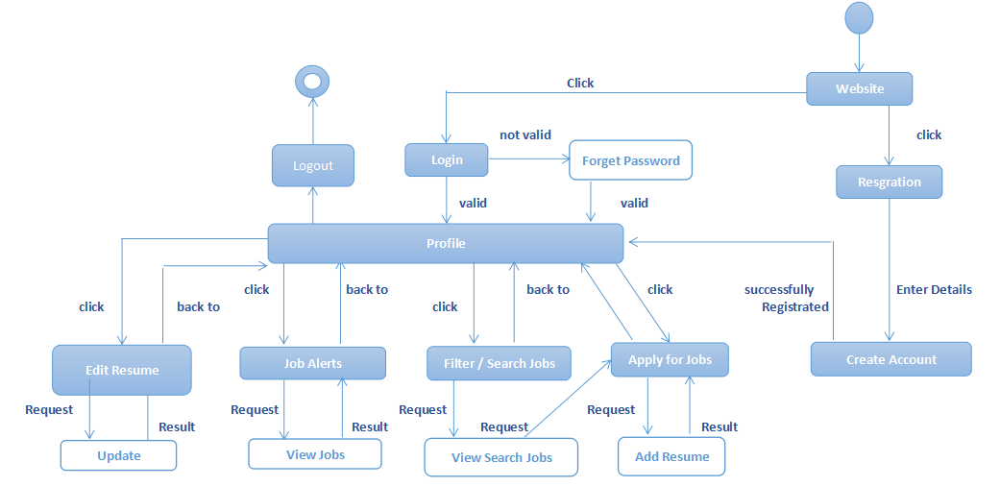 Click
Website
not valid
click
Logout
Login
Forget Password
Resgration
valid
valid
Profile
click
back to
click
back to
click
back to
click
successfully
Registrated
Enter Details
Edit Resume
Job Alerts
Filter / Search Jobs
Apply for Jobs
Create Account
Request
Result
Request
Result
Request
Request
Request
Result
Update
View Jobs
View Search Jobs
Add Resume